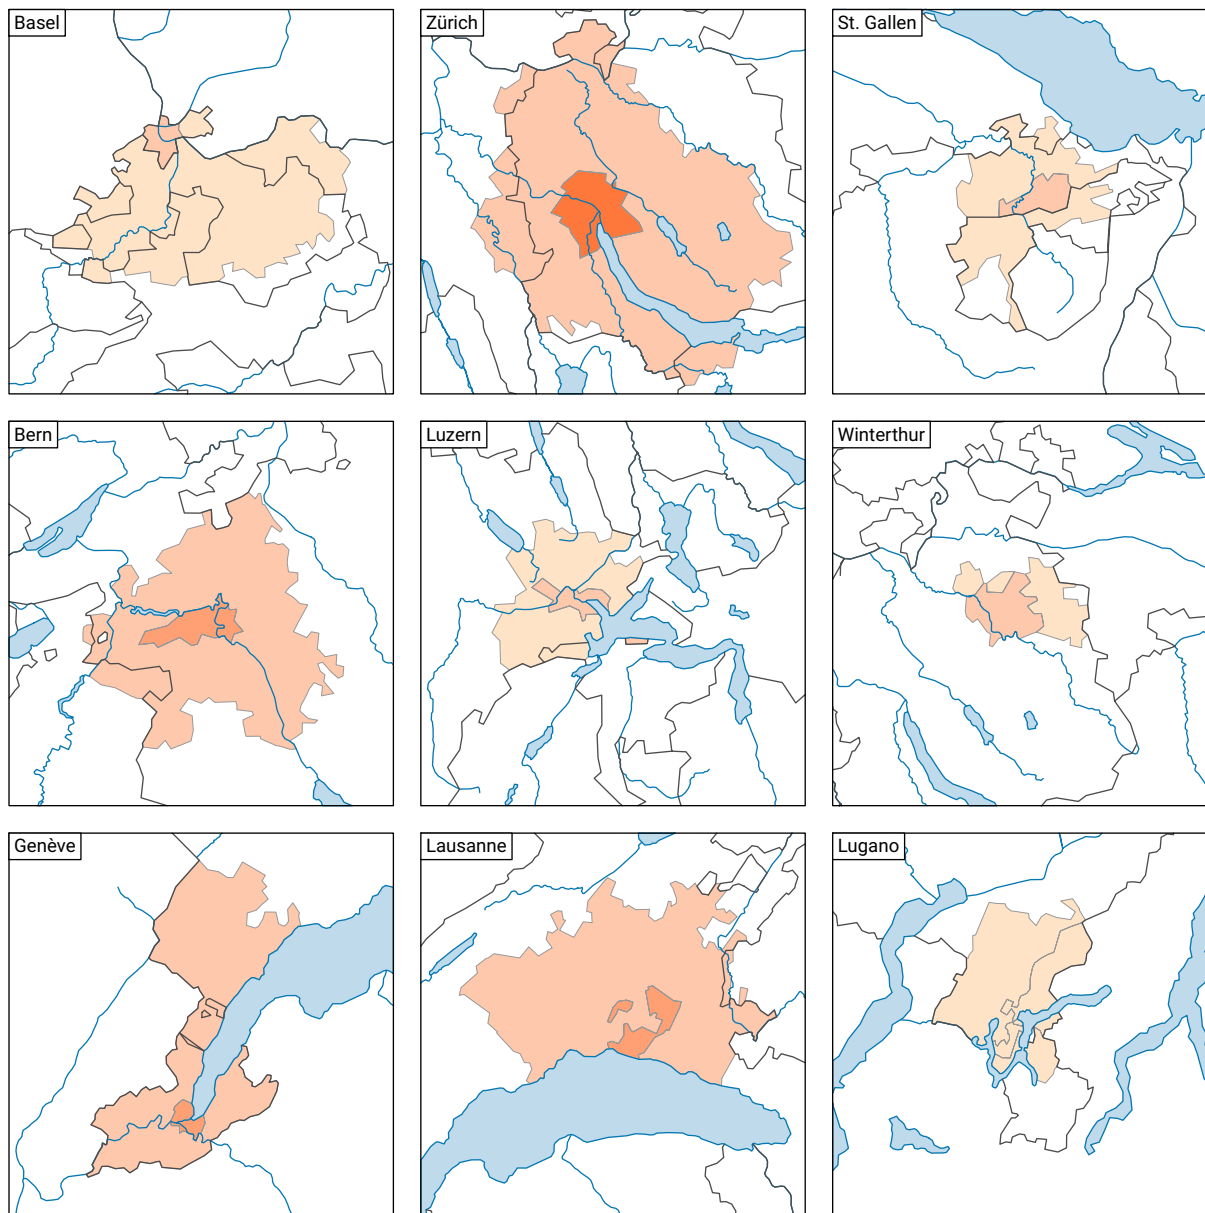 Basel
Zürich
St. Gallen
Bern
Luzern
Winterthur
Genève
Lausanne
Lugano